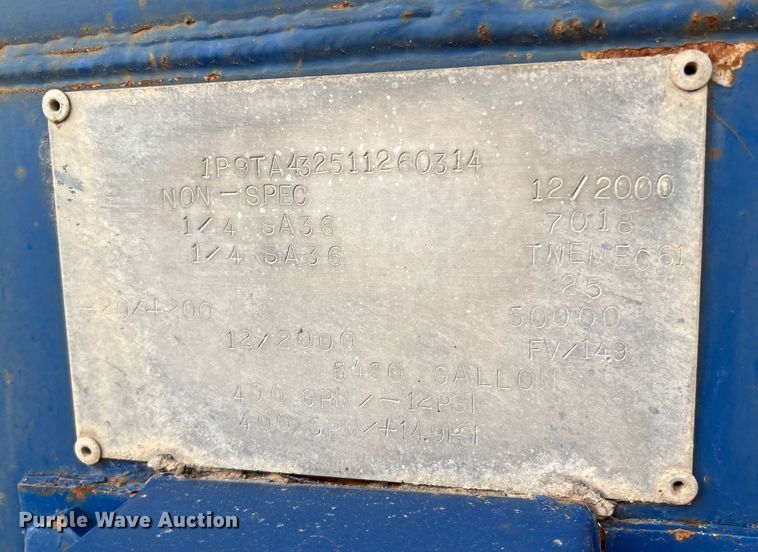 1P9TA432511260314
NON-SPEC 12/2000
1/4 SA36 7018
1/4 SA36 TNEMEC61
25
-20/+200 50000
12/2000 FV/149
5400 GALLON
400 GPM/-12PSI
400 GPM/+149PSI
Purple Wave Auction